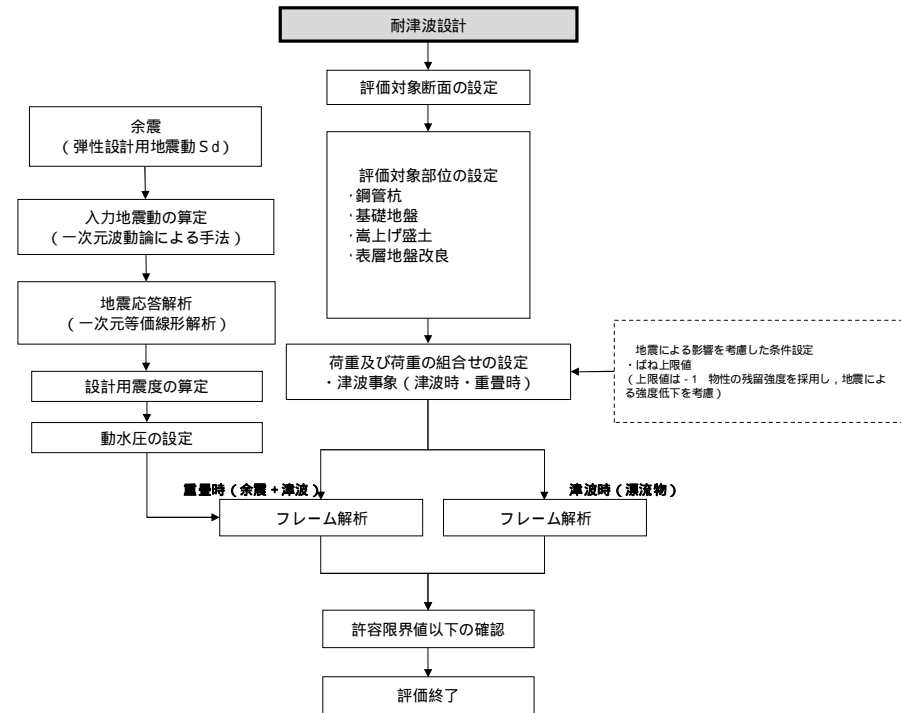 耐津波設計
評価対象断面の設定
余震
（弾性設計用地震動Ｓｄ）
入力地震動の算定
（一次元波動論による手法）
地震応答解析
（一次元等価線形解析）
設計用震度の算定
動水圧の設定
評価対象部位の設定
・鋼管杭
・基礎地盤
・嵩上げ盛土
・表層地盤改良
荷重及び荷重の組合せの設定
・津波事象（津波時・重畳時）
地震による影響を考慮した条件設定
・ばね上限値
（上限値は－１　物性の残留強度を採用し，地震によ
る強度低下を考慮）
重畳時（余震＋津波）
津波時（漂流物）
フレーム解析
フレーム解析
許容限界値以下の確認
評価終了